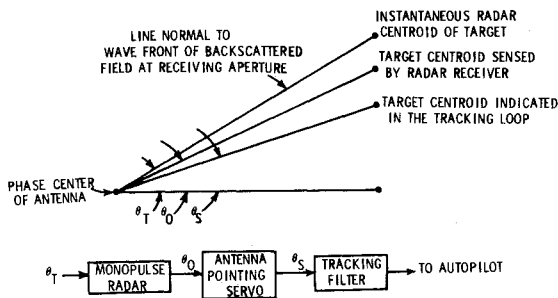 INSTANTANEOUS RADAR
CENTROID OF TARGET
LINE NORMAL TO
WAVE FRONT OF BACKSCATTERED
FIELD AT RECEIVING APERTURE
TARGET CENTROID SENSED
BY RADAR RECEIVER
TARGET CENTROID INDICATED
IN THE TRACKING LOOP
PHASE CENTER
OF ANTENNA
θT θO θS
θT
MONOPULSE
RADAR
θO
ANTENNA
POINTING
SERVO
θS
TRACKING
FILTER
TO AUTOPILOT